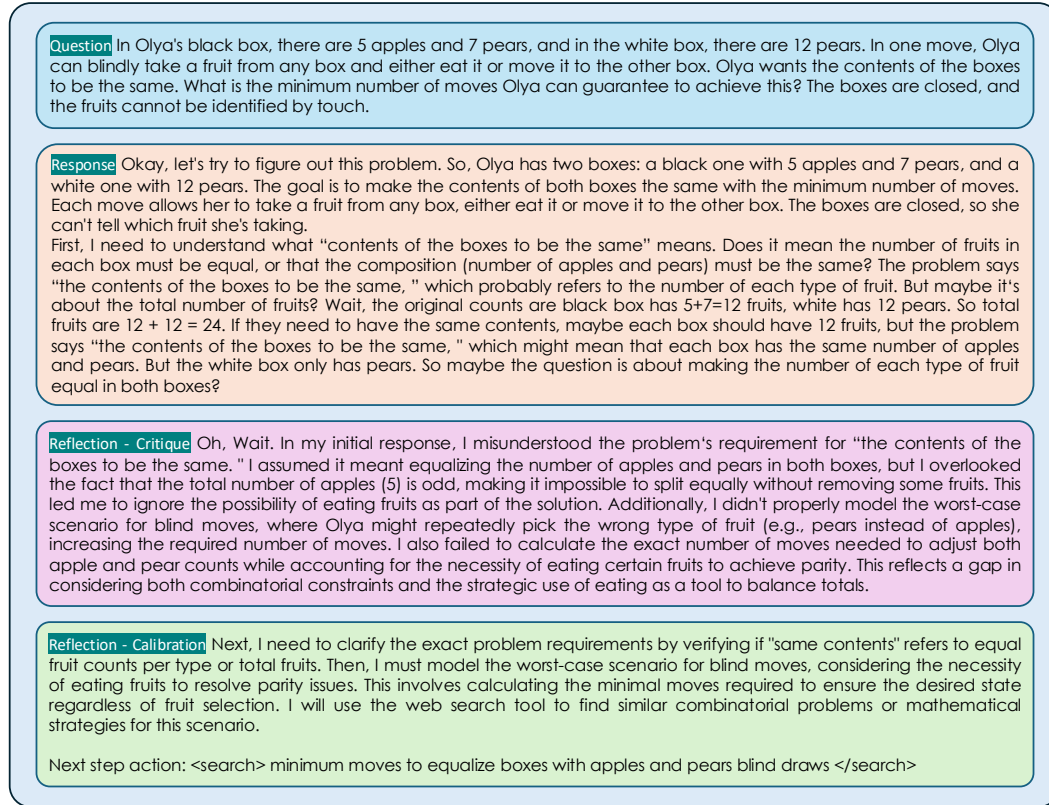 Question In Olya's black box, there are 5 apples and 7 pears, and in the white box, there are 12 pears. In one move, Olya
can blindly take a fruit from any box and either eat it or move it to the other box. Olya wants the contents of the boxes
to be the same. What is the minimum number of moves Olya can guarantee to achieve this? The boxes are closed, and
the fruits cannot be identified by touch.
Response Okay, let's try to figure out this problem. So, Olya has two boxes: a black one with 5 apples and 7 pears, and a
white one with 12 pears. The goal is to make the contents of both boxes the same with the minimum number of moves.
Each move allows her to take a fruit from any box, either eat it or move it to the other box. The boxes are closed, so she
can't tell which fruit she's taking.
First, I need to understand what “contents of the boxes to be the same” means. Does it mean the number of fruits in
each box must be equal, or that the composition (number of apples and pears) must be the same? The problem says
“the contents of the boxes to be the same, ” which probably refers to the number of each type of fruit. But maybe it‘s
about the total number of fruits? Wait, the original counts are black box has 5+7=12 fruits, white has 12 pears. So total
fruits are 12 + 12 = 24. If they need to have the same contents, maybe each box should have 12 fruits, but the problem
says “the contents of the boxes to be the same, " which might mean that each box has the same number of apples
and pears. But the white box only has pears. So maybe the question is about making the number of each type of fruit
equal in both boxes?
Reflection - Critique Oh, Wait. In my initial response, I misunderstood the problem‘s requirement for “the contents of the
boxes to be the same. " I assumed it meant equalizing the number of apples and pears in both boxes, but I overlooked
the fact that the total number of apples (5) is odd, making it impossible to split equally without removing some fruits. This
led me to ignore the possibility of eating fruits as part of the solution. Additionally, I didn't properly model the worst-case
scenario for blind moves, where Olya might repeatedly pick the wrong type of fruit (e.g., pears instead of apples),
increasing the required number of moves. I also failed to calculate the exact number of moves needed to adjust both
apple and pear counts while accounting for the necessity of eating certain fruits to achieve parity. This reflects a gap in
considering both combinatorial constraints and the strategic use of eating as a tool to balance totals.
Reflection - Calibration Next, I need to clarify the exact problem requirements by verifying if "same contents" refers to equal
fruit counts per type or total fruits. Then, I must model the worst-case scenario for blind moves, considering the necessity
of eating fruits to resolve parity issues. This involves calculating the minimal moves required to ensure the desired state
regardless of fruit selection. I will use the web search tool to find similar combinatorial problems or mathematical
strategies for this scenario.
Next step action: <search> minimum moves to equalize boxes with apples and pears blind draws </search>